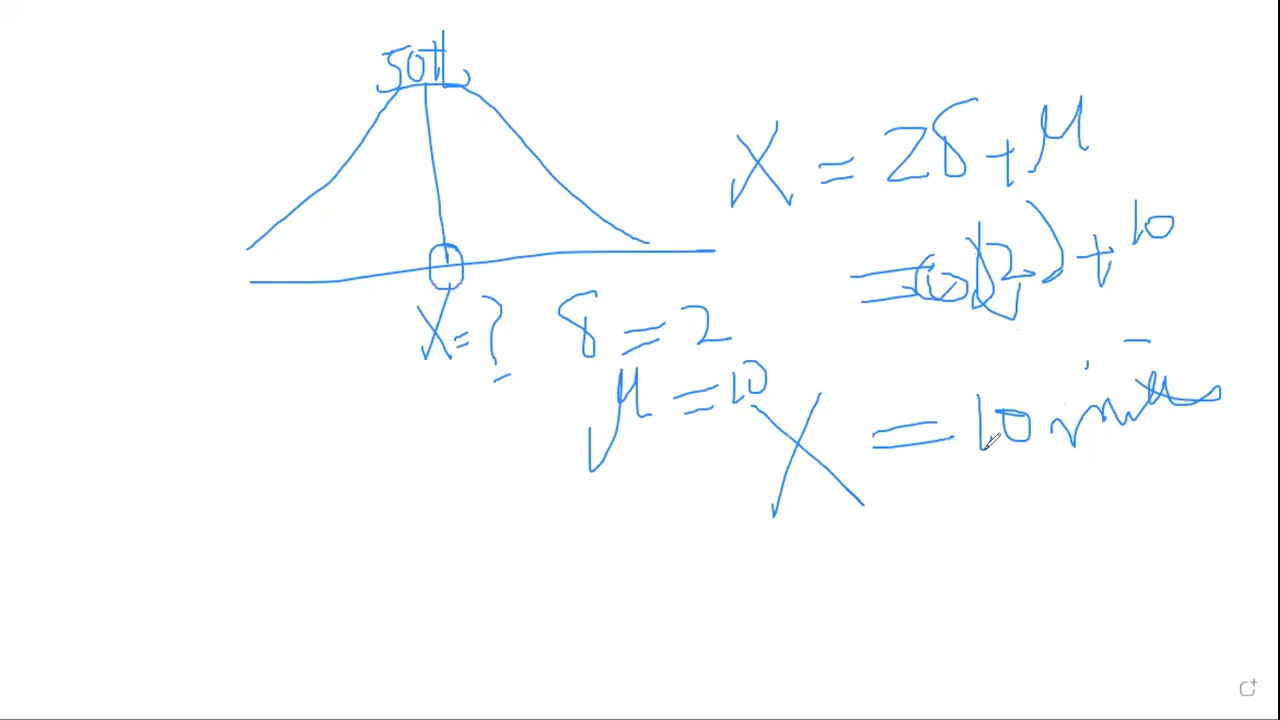 50th
X = zδ + μ
= (0)(2) + 10
X = ?
δ = 2
μ = 10
X = 10 minutes